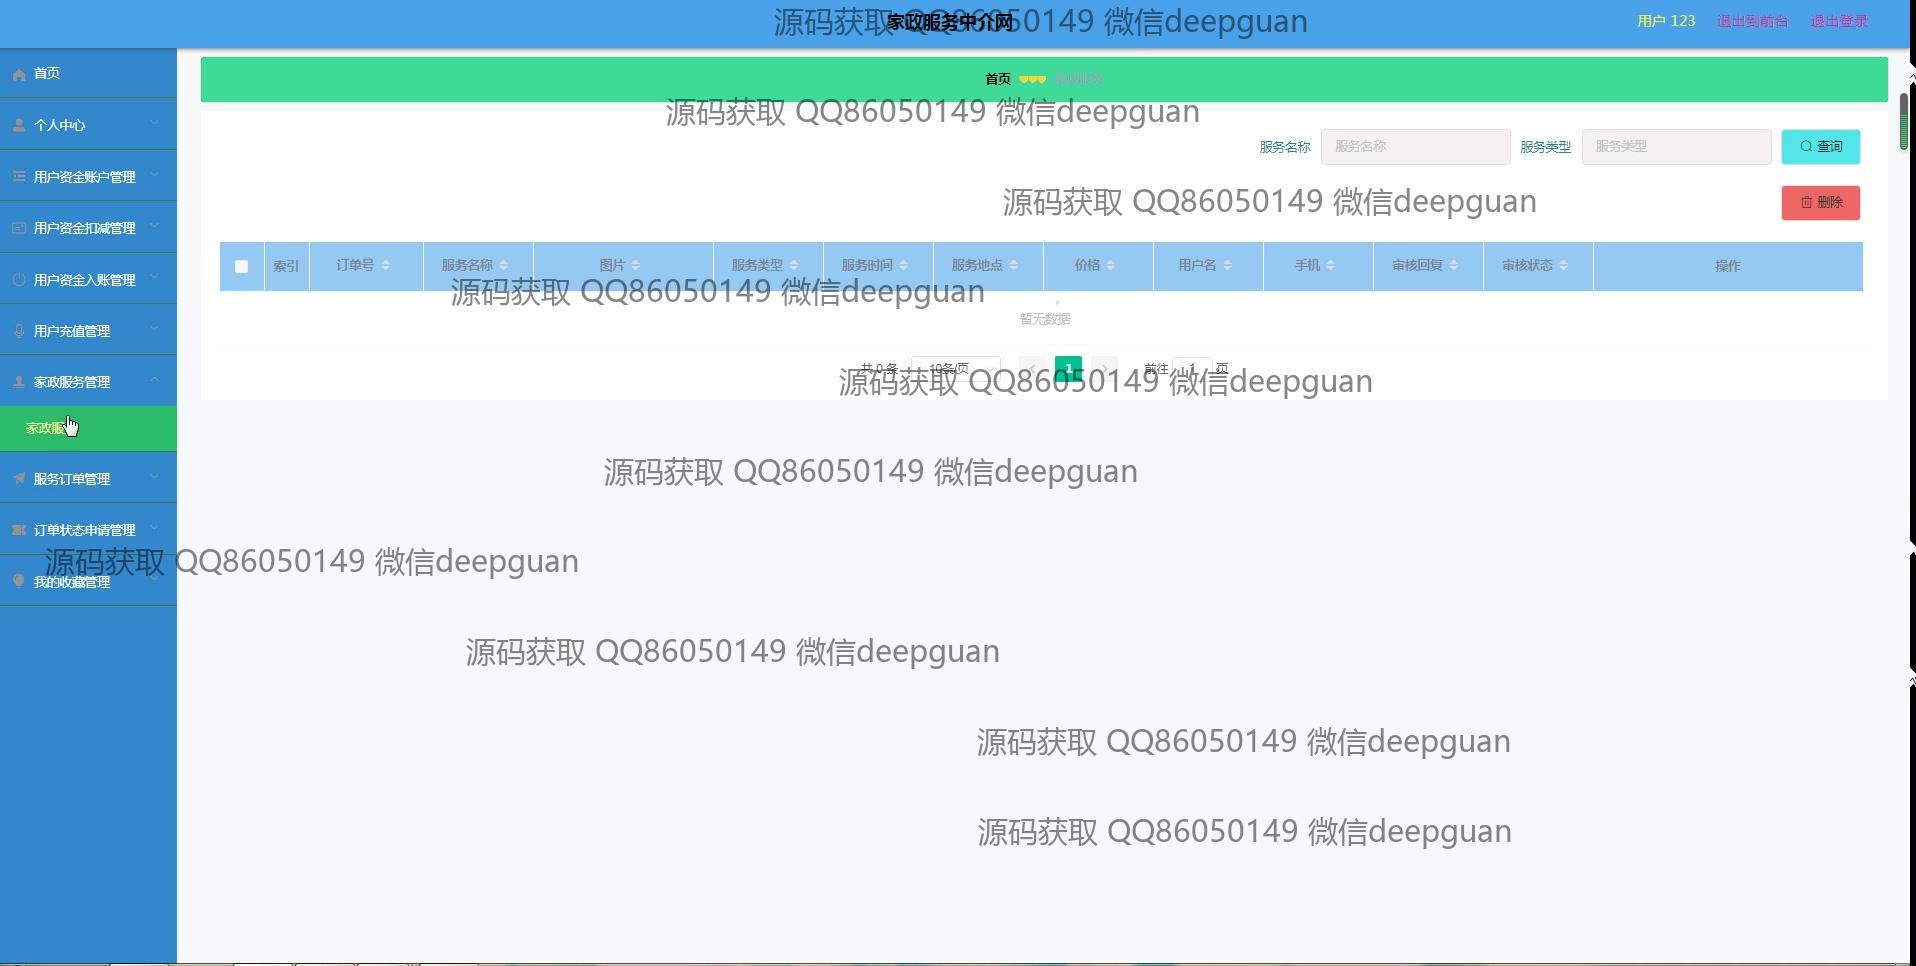 源码获取 QQ86050149 微信deepguan
家政服务中介网
用户 123 退出到前台 退出登录
首页
个人中心
用户资金账户管理
用户资金扣减管理
用户资金入账管理
用户充值管理
家政服务管理
家政服
服务订单管理
订单状态申请管理
我的收藏管理
首页 家政服务
源码获取 QQ86050149 微信deepguan
服务名称 服务名称 服务类型 服务类型 查询
源码获取 QQ86050149 微信deepguan
删除
索引 订单号 服务名称 图片 服务类型 服务时间 服务地点 价格 用户名 手机 审核回复 审核状态 操作
源码获取 QQ86050149 微信deepguan
暂无数据
共 0 条 10条/页 1 前往 1 页
源码获取 QQ86050149 微信deepguan
源码获取 QQ86050149 微信deepguan
源码获取 QQ86050149 微信deepguan
源码获取 QQ86050149 微信deepguan
源码获取 QQ86050149 微信deepguan
源码获取 QQ86050149 微信deepguan